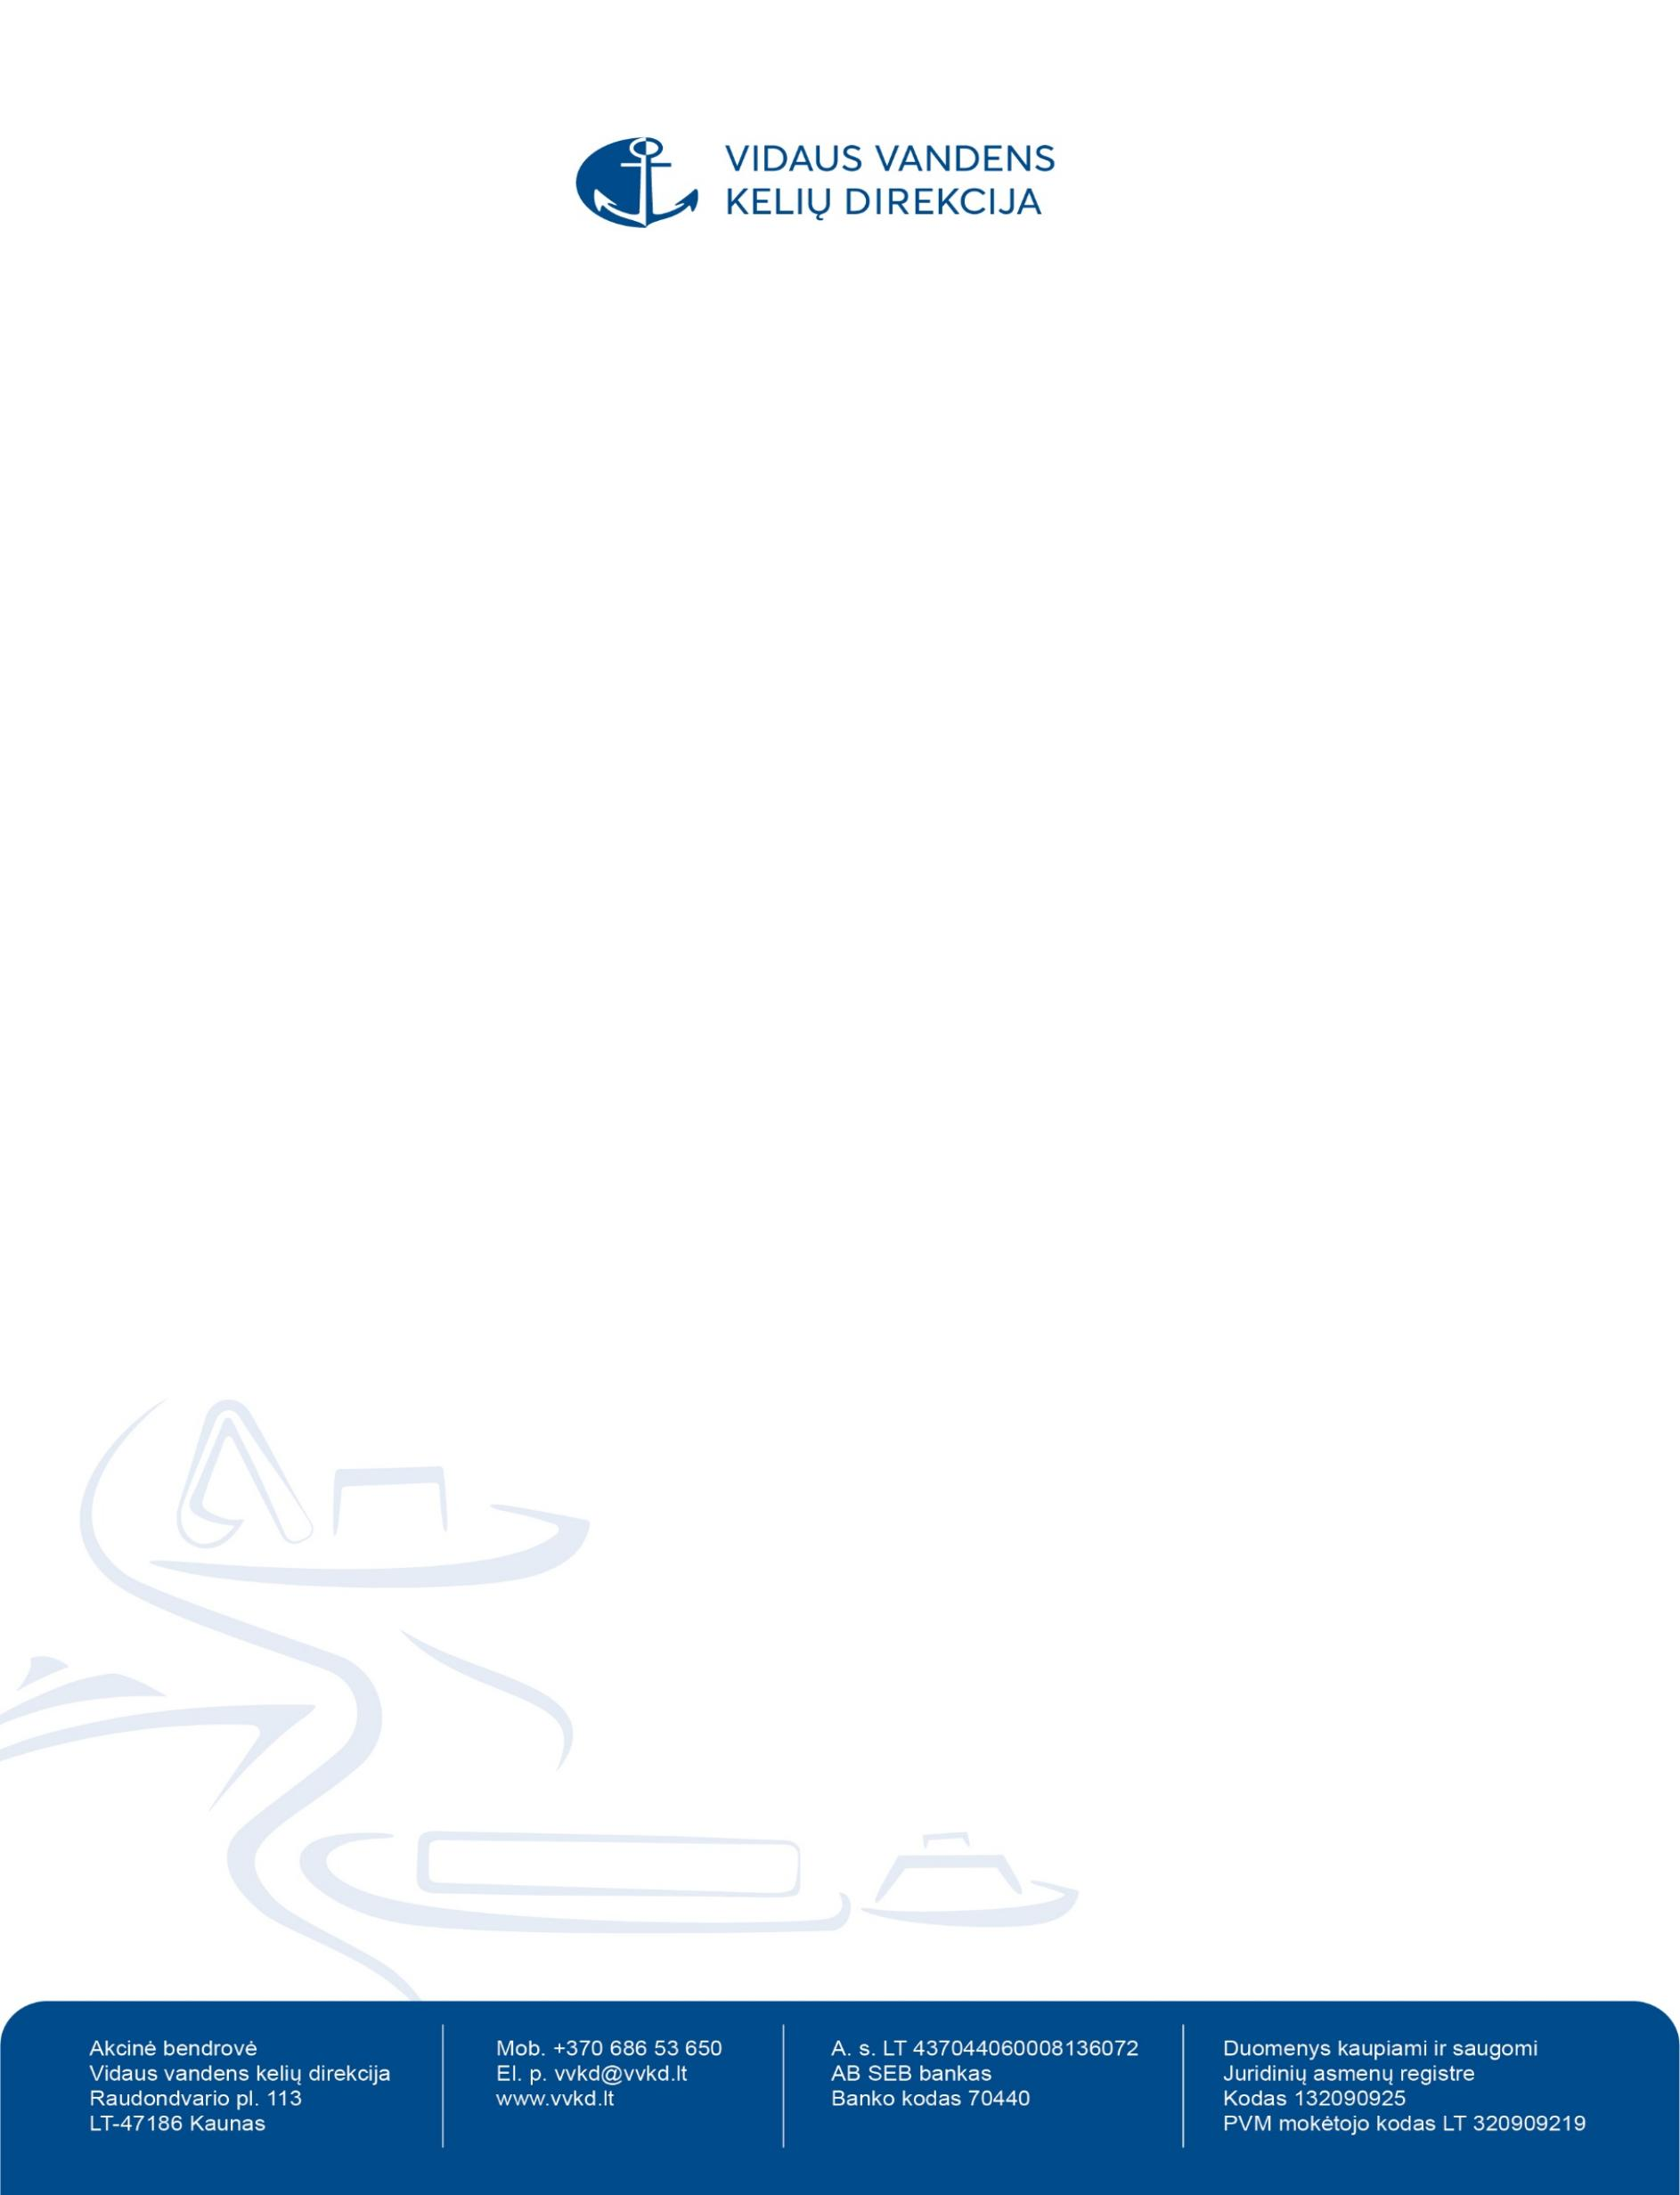 VIDAUS VANDENS
KELIŲ DIREKCIJA
Akcinė bendrovė
Vidaus vandens kelių direkcija
Raudondvario pl. 113
LT-47186 Kaunas
Mob. +370 686 53 650
El. p. vvkd@vvkd.lt
www.vvkd.lt
A. s. LT 437044060008136072
AB SEB bankas
Banko kodas 70440
Duomenys kaupiami ir saugomi
Juridinių asmenų registre
Kodas 132090925
PVM mokėtojo kodas LT 320909219